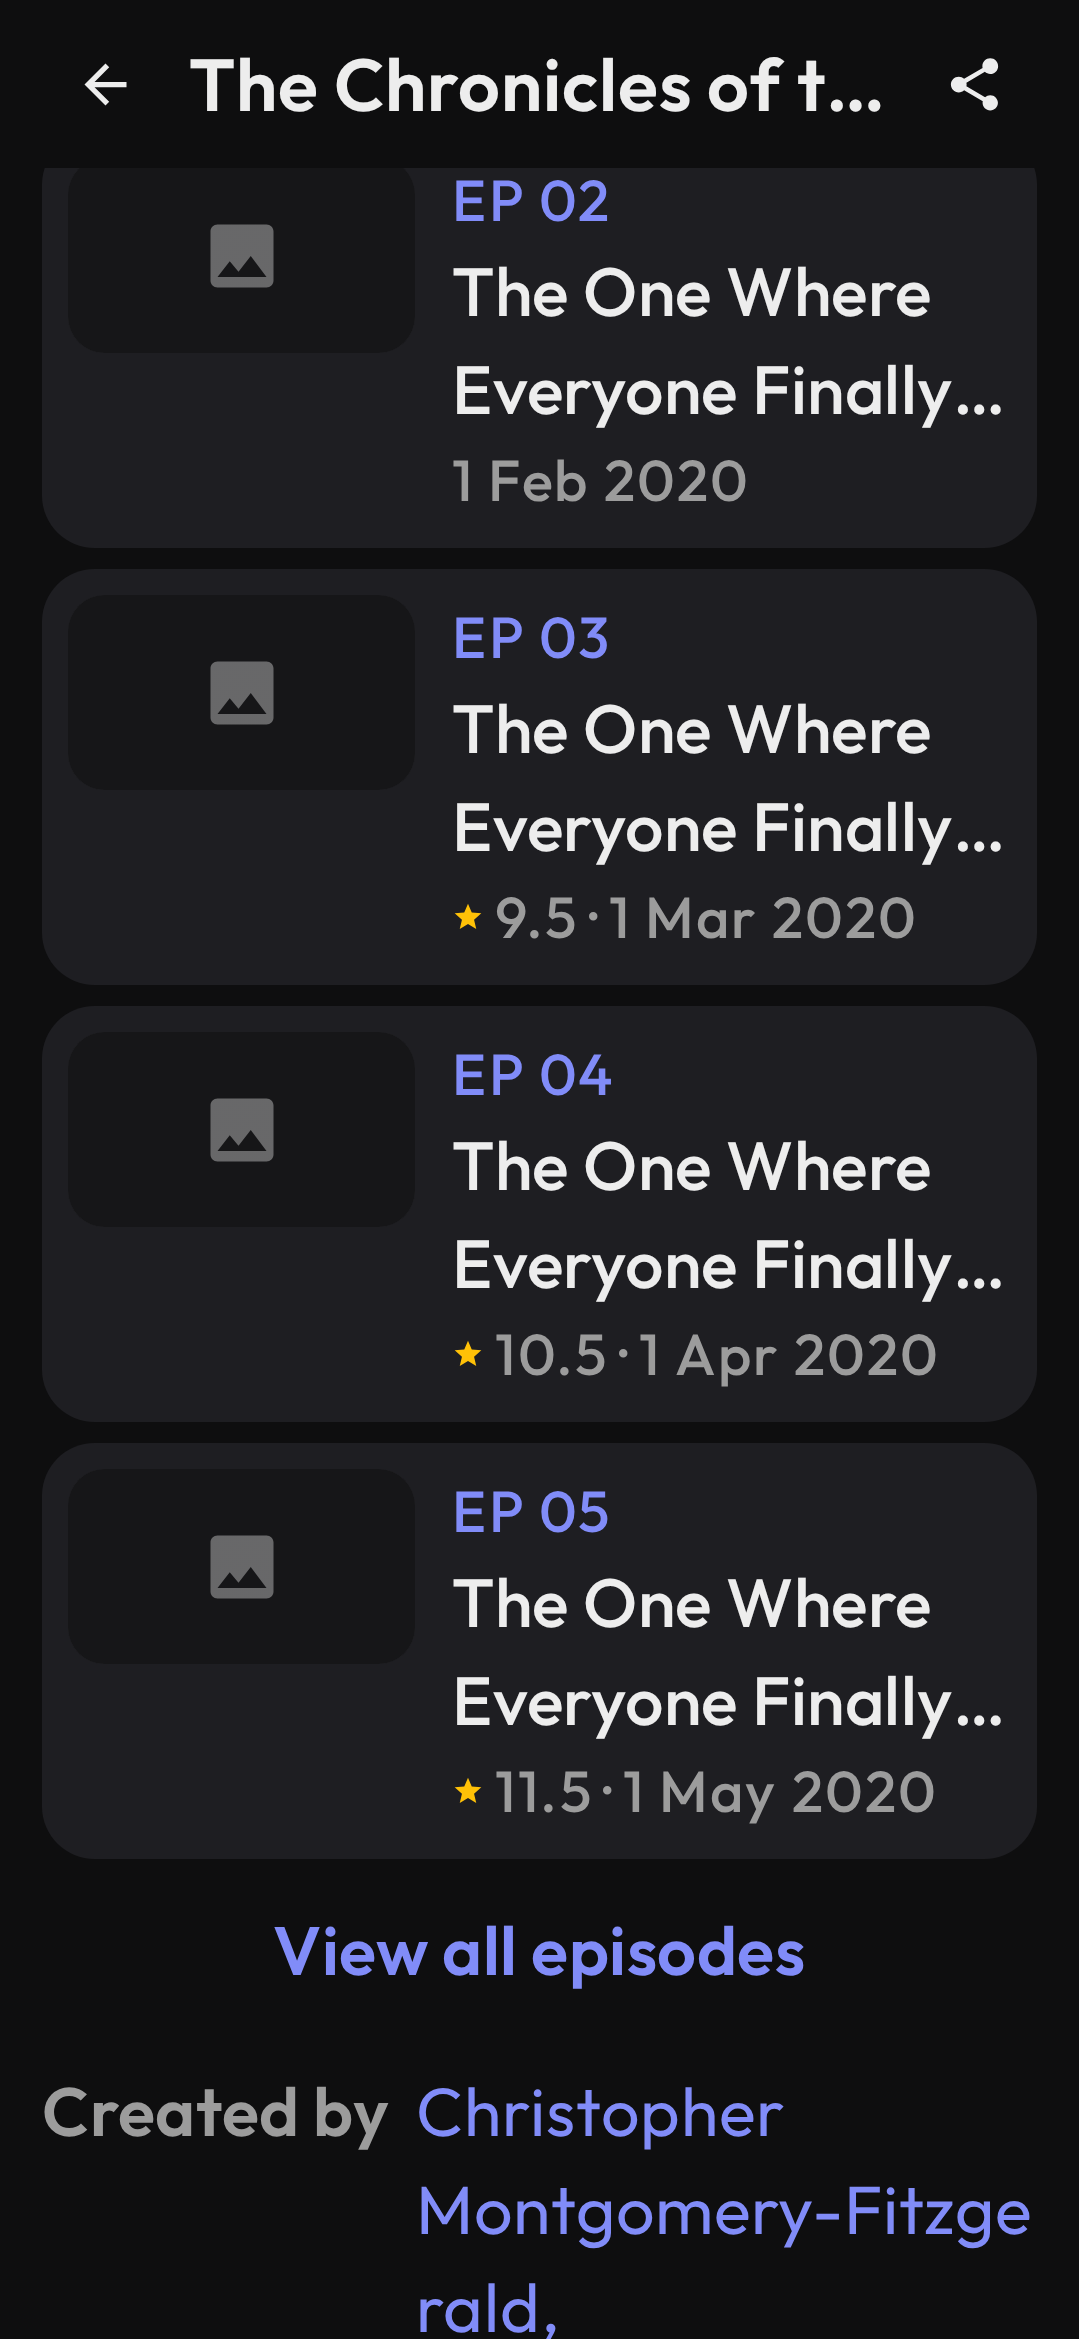 The Chronicles of t...
EP 02
The One Where
Everyone Finally...
1 Feb 2020
EP 03
The One Where
Everyone Finally...
9.5 · 1 Mar 2020
EP 04
The One Where
Everyone Finally...
10.5 · 1 Apr 2020
EP 05
The One Where
Everyone Finally...
11.5 · 1 May 2020
View all episodes
Created by Christopher
Montgomery-Fitzge
rald,